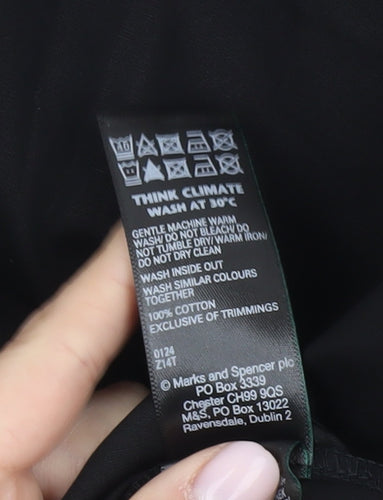 THINK CLIMATE
WASH AT 30°C
GENTLE MACHINE WARM
WASH/ DO NOT BLEACH/ DO
NOT TUMBLE DRY/ WARM IRON/
DO NOT DRY CLEAN
WASH INSIDE OUT
WASH SIMILAR COLOURS
TOGETHER
100% COTTON
EXCLUSIVE OF TRIMMINGS
0124
Z14T
© Marks and Spencer plc
PO Box 3339
Chester CH99 9QS
M&S, PO Box 13022
Ravensdale, Dublin 2